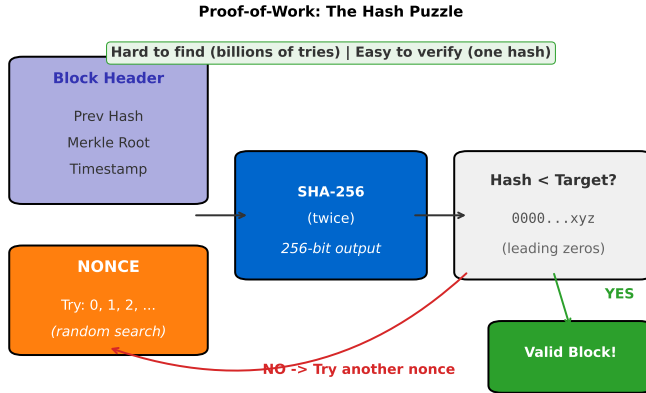 Proof-of-Work: The Hash Puzzle
Hard to find (billions of tries) | Easy to verify (one hash)
Block Header
Prev Hash
Merkle Root
Timestamp
NONCE
Try: 0, 1, 2, ...
(random search)
SHA-256
(twice)
256-bit output
Hash < Target?
0000...xyz
(leading zeros)
YES
Valid Block!
NO -> Try another nonce